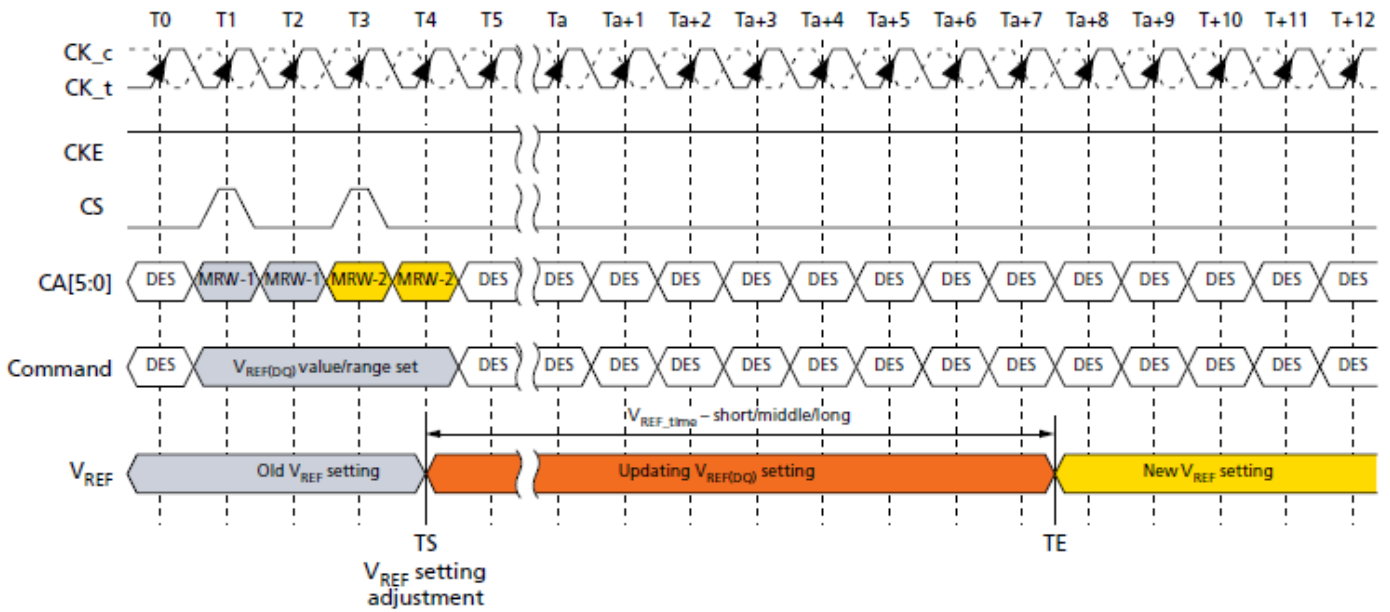 T0 T1 T2 T3 T4 T5 Ta Ta+1 Ta+2 Ta+3 Ta+4 Ta+5 Ta+6 Ta+7 Ta+8 Ta+9 T+10 T+11 T+12
CK_c
CK_t
CKE
CS
CA[5:0] DES MRW-1 MRW-1 MRW-2 MRW-2 DES DES DES DES DES DES DES DES DES DES DES DES DES DES
Command DES VREF(DQ) value/range set DES DES DES DES DES DES DES DES DES DES DES DES DES DES
VREF_time – short/middle/long
VREF Old VREF setting Updating VREF(DQ) setting New VREF setting
TS TE
VREF setting
adjustment